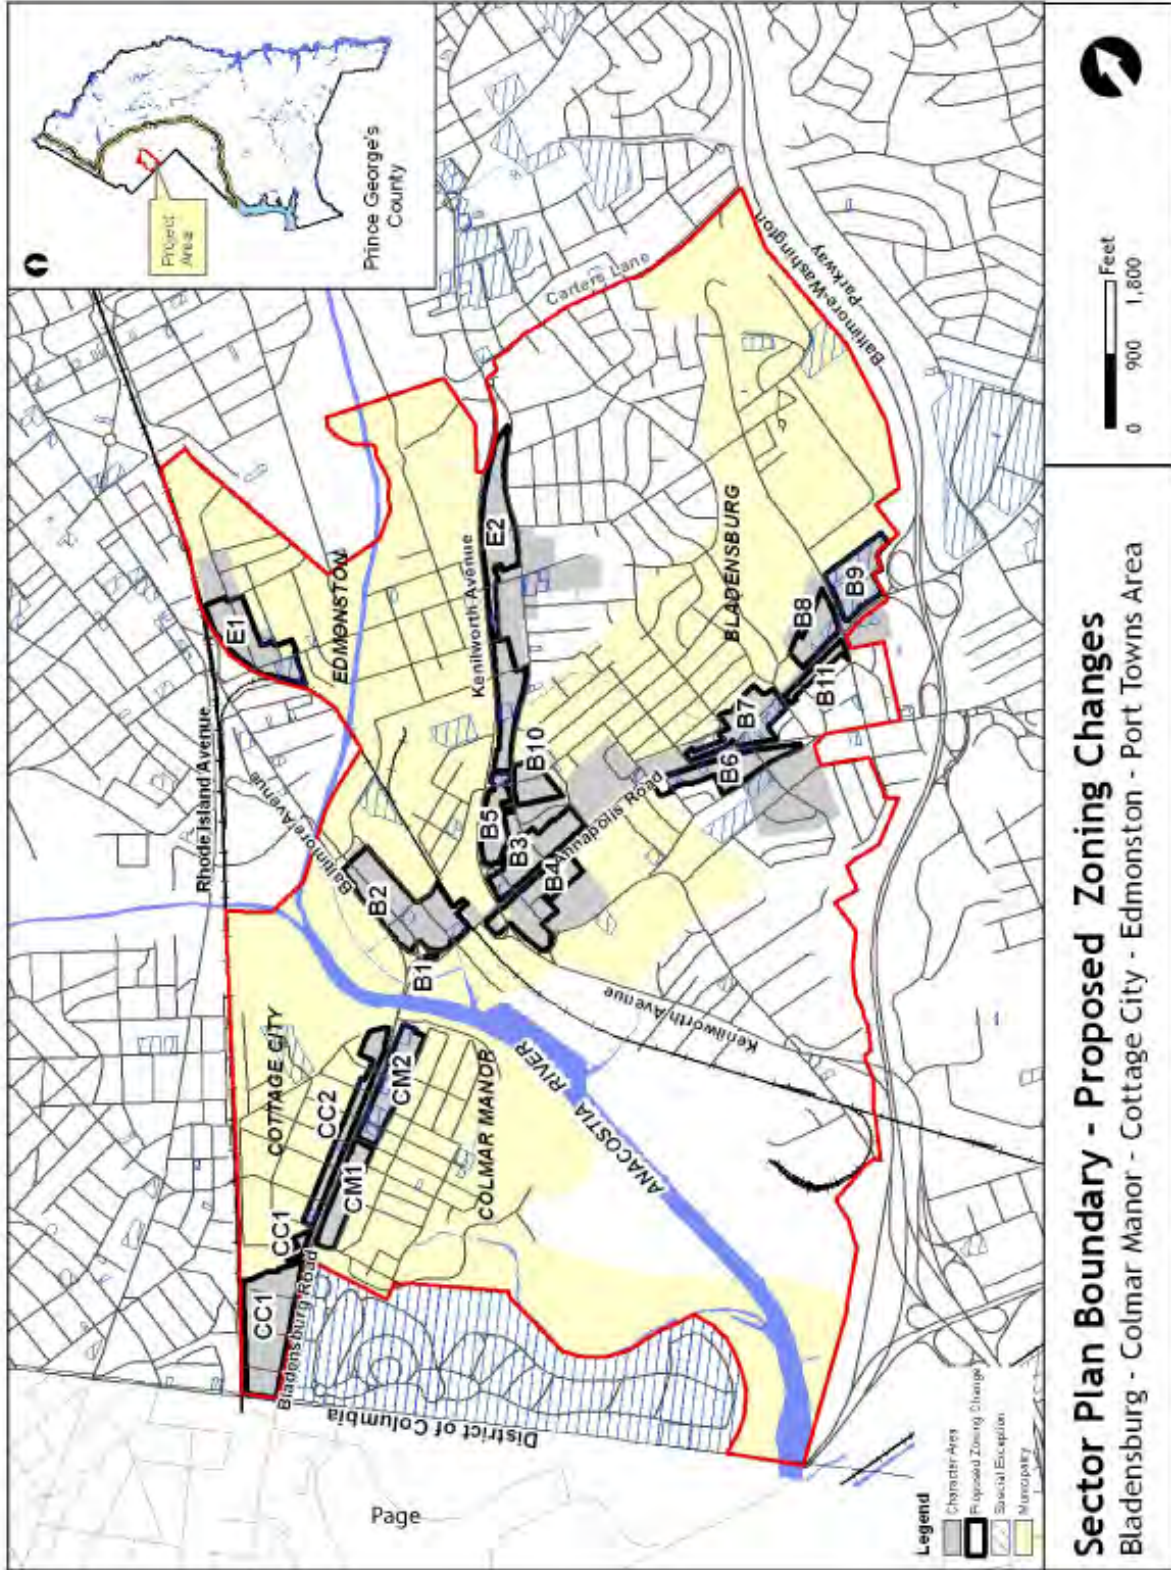 Prince George's
County
Project
Area
Carters Lane
Baltimore-Washington
Parkway
Rhode Island Avenue
E1
EDMONSTON
Baltimore Avenue
Kenilworth Avenue
E2
BLADENSBURG
B1
B2
B3
B4
B5
B6
B7
B8
B9
B10
B11
Annapolis Road
Kenilworth Avenue
COTTAGE CITY
CC2
CM2
CM1
CC1
CC1
COLMAR MANOR
ANACOSTIA RIVER
Bladensburg Road
District of Columbia
Page
Legend
Character Area
Proposed Zoning Change
Special Exception
Municipality
Sector Plan Boundary - Proposed Zoning Changes
Bladensburg - Colmar Manor - Cottage City - Edmonston - Port Towns Area
0 900 1,800
Feet